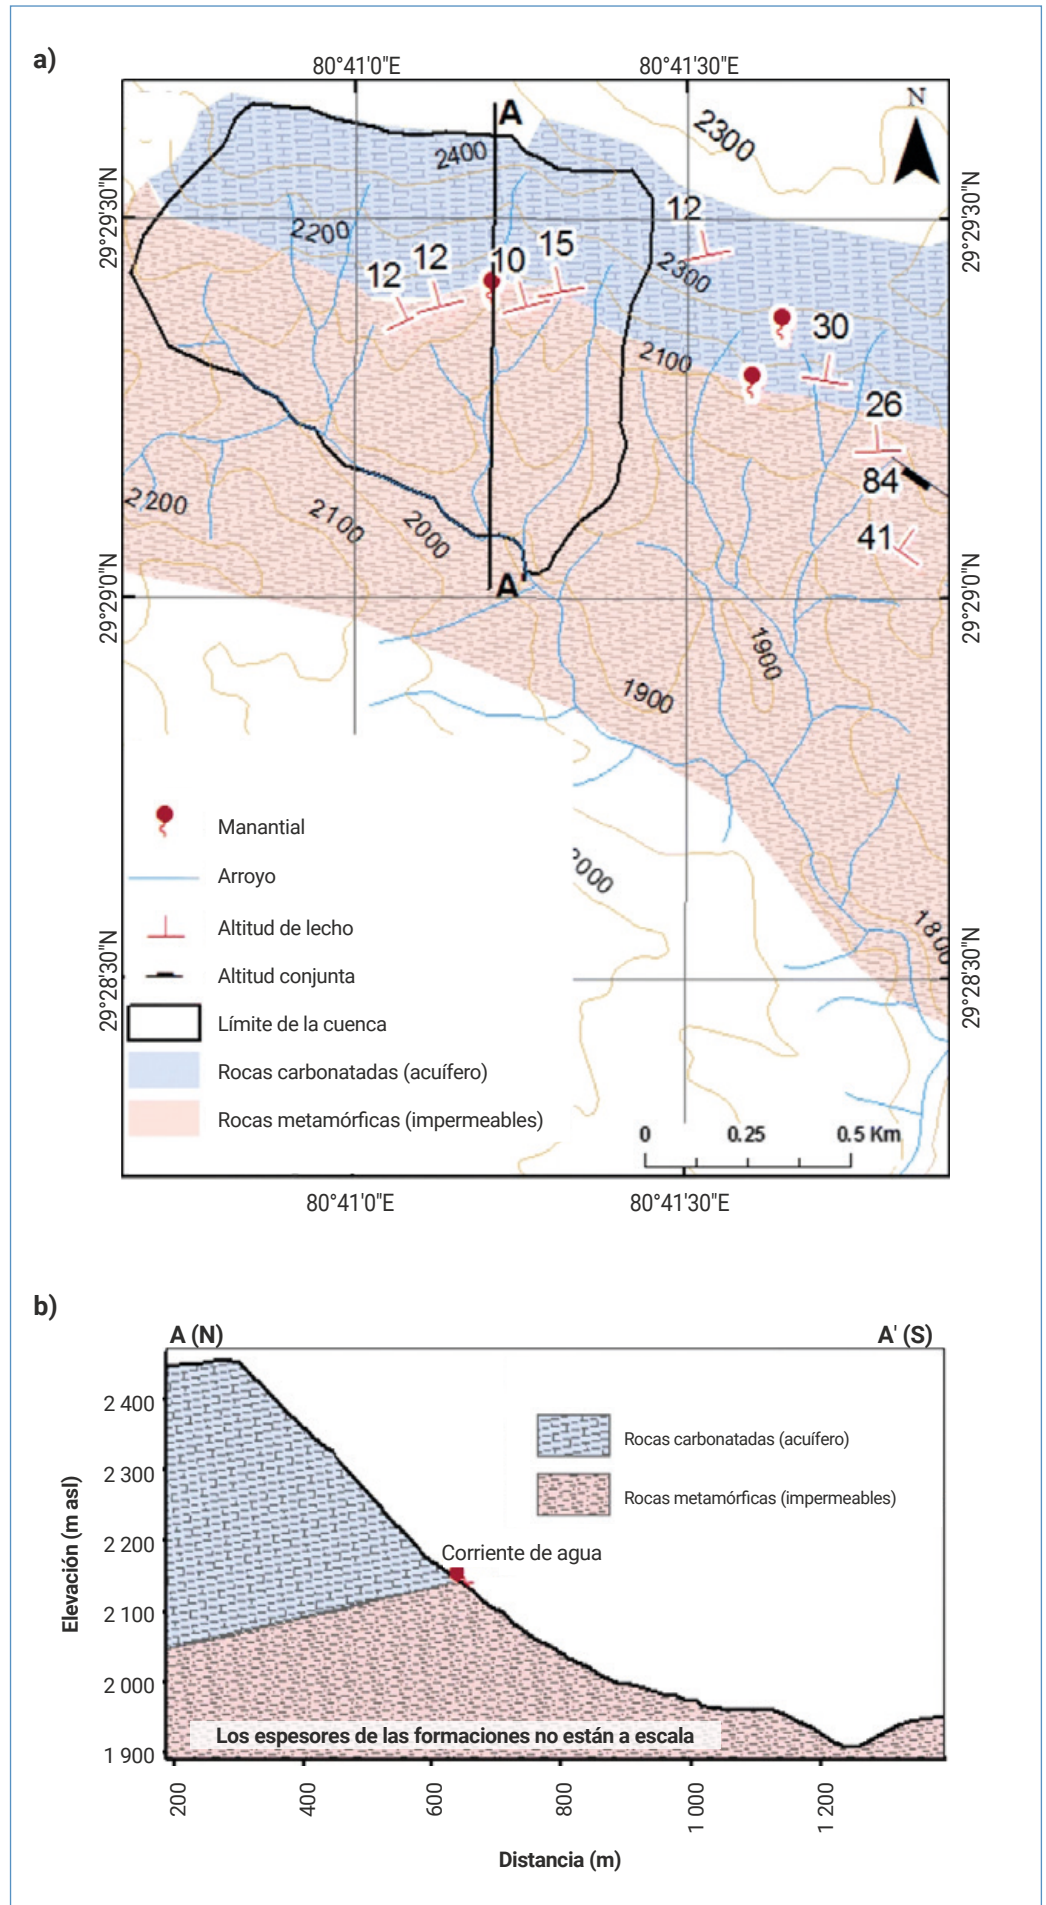 a)
80°41'0"E
80°41'30"E
N
A
2300
2400
29°29'30"N
29°29'30"N
12
2200
15
12
10
12
2300
30
2100
26
84
2200
2100
2000
41
A'
29°29'0"N
29°29'0"N
1900
1900
Manantial
Arroyo
2000
Altitud de lecho
1800
Altitud conjunta
29°28'30"N
29°28'30"N
Límite de la cuenca
Rocas carbonatadas (acuífero)
Rocas metamórficas (impermeables)
0 0.25 0.5 Km
80°41'0"E
80°41'30"E
b)
A (N)
A' (S)
2 400
Rocas carbonatadas (acuífero)
2 300
Rocas metamórficas (impermeables)
2 200
Corriente de agua
Elevación (m asl)
2 100
2 000
Los espesores de las formaciones no están a escala
1 900
200 400 600 800 1 000 1 200
Distancia (m)